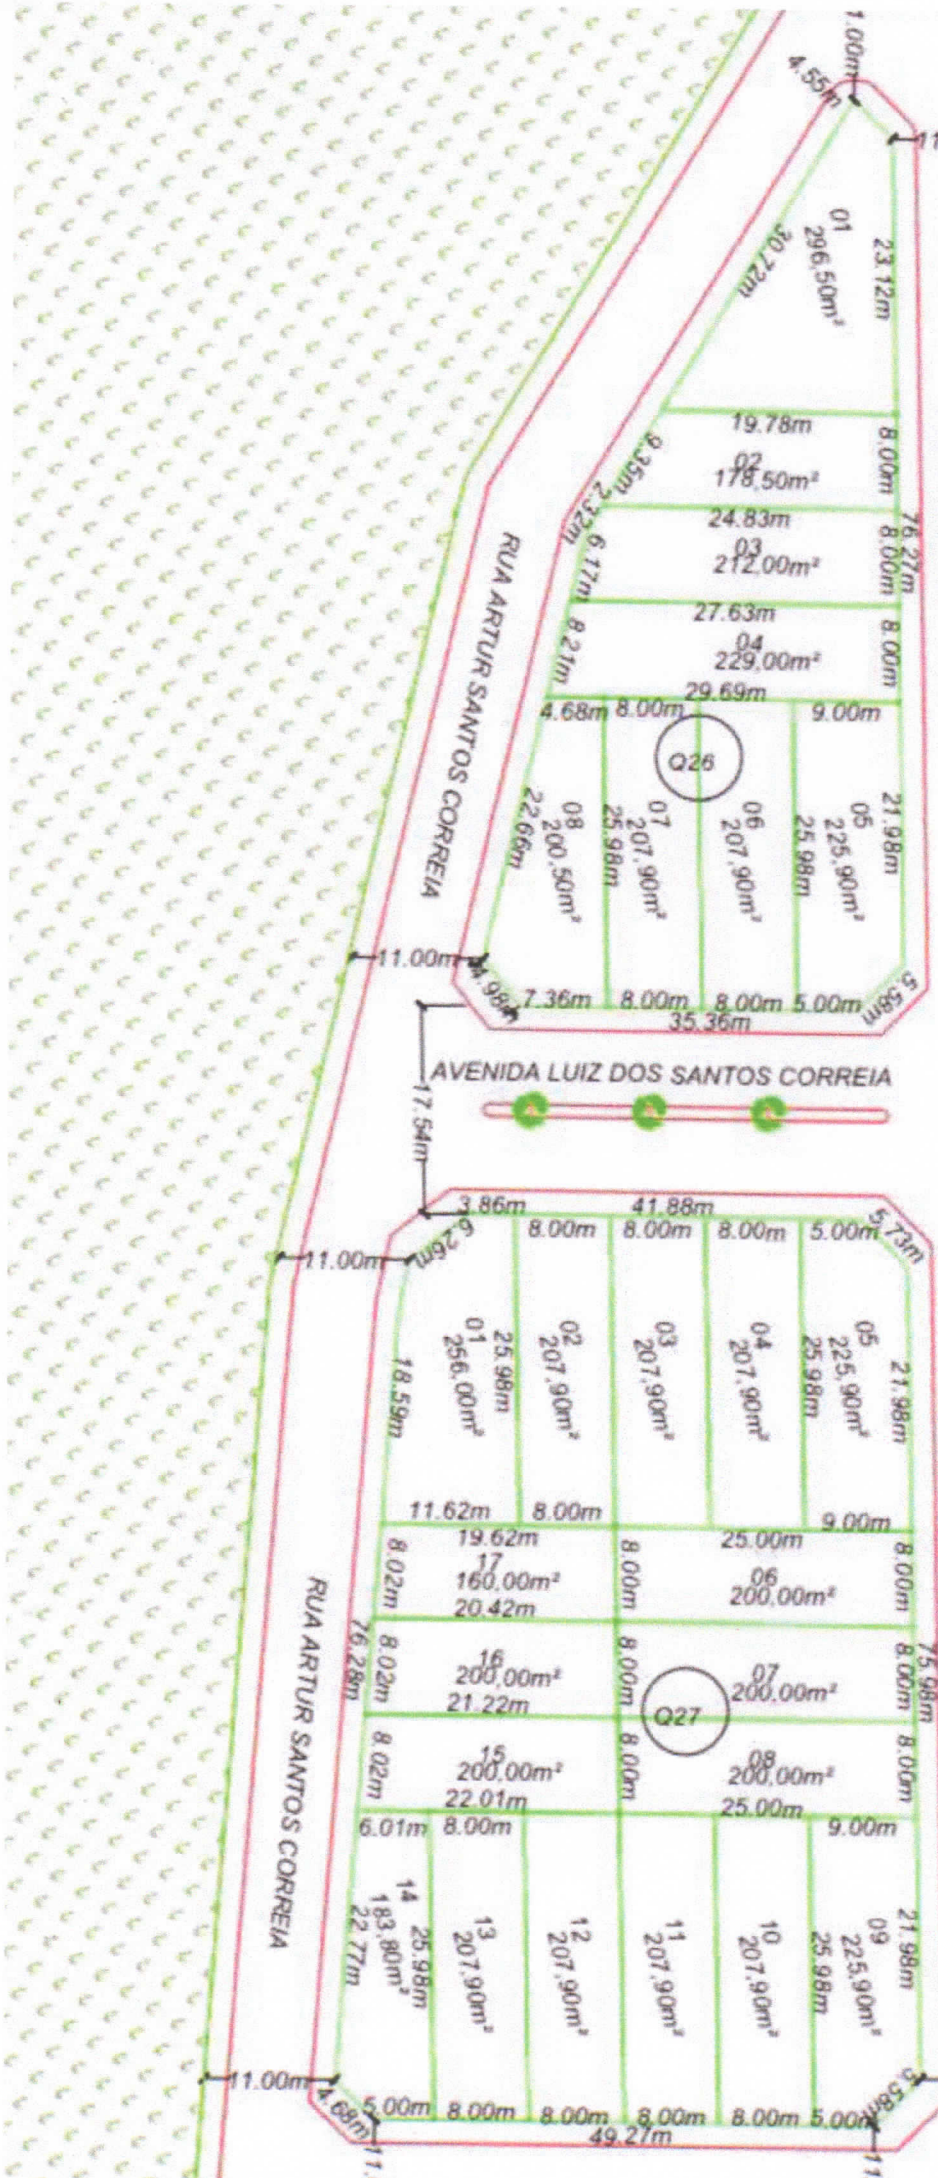 1.00m
4.55m
11
01
296,50m²
30.72m
23.12m
19.78m
02
178,50m²
9.35m
8.00m
2.32m
24.83m
03
212,00m²
6.17m
8.00m
76.27m
27.63m
04
229,00m²
8.21m
8.00m
29.69m
4.68m
8.00m
9.00m
Q26
RUA ARTUR SANTOS CORREIA
22.66m
08
200,50m²
25.98m
07
207,90m²
06
207,90m²
25.98m
05
225,90m²
21.98m
11.00m
4.98m
7.36m
8.00m
8.00m
5.00m
5.58m
35.36m
AVENIDA LUIZ DOS SANTOS CORREIA
17.54m
3.86m
41.88m
6.26m
8.00m
8.00m
8.00m
5.00m
5.73m
11.00m
18.59m
01
256,00m²
25.98m
02
207,90m²
03
207,90m²
04
207,90m²
25.98m
05
225,90m²
21.98m
11.62m
8.00m
9.00m
19.62m
25.00m
17
160,00m²
8.02m
8.00m
06
200,00m²
8.00m
20.42m
16
200,00m²
76.28m
8.02m
8.00m
07
200,00m²
8.00m
75.98m
21.22m
Q27
15
200,00m²
8.02m
8.00m
08
200,00m²
8.00m
22.01m
25.00m
6.01m
8.00m
9.00m
RUA ARTUR SANTOS CORREIA
22.77m
14
183,80m²
25.98m
13
207,90m²
12
207,90m²
11
207,90m²
10
207,90m²
25.98m
09
225,90m²
21.98m
11.00m
4.68m
5.00m
8.00m
8.00m
8.00m
8.00m
5.00m
5.58m
49.27m
11.
11